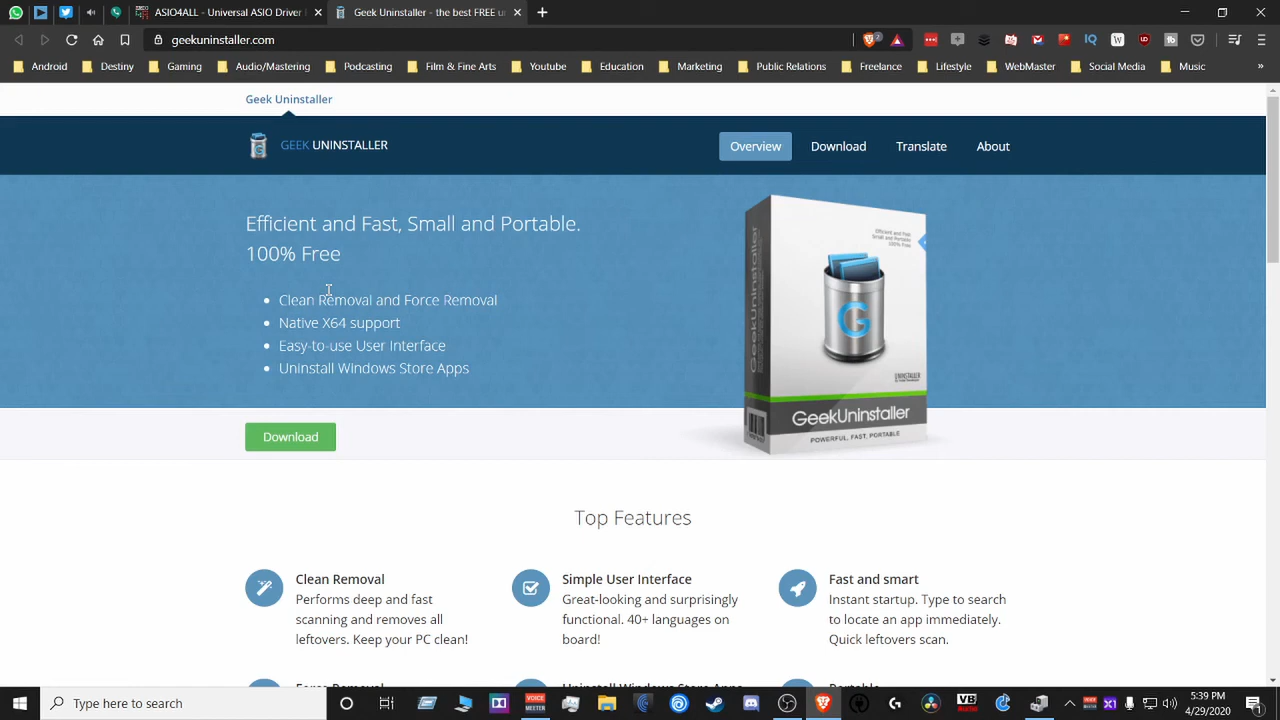 ASIO4ALL - Universal ASIO Driver
Geek Uninstaller - the best FREE u
geekuninstaller.com
Android Destiny Gaming Audio/Mastering Podcasting Film & Fine Arts Youtube Education Marketing Public Relations Freelance Lifestyle WebMaster Social Media Music »
Geek Uninstaller
GEEK UNINSTALLER
Overview Download Translate About
Efficient and Fast, Small and Portable.
100% Free
Clean Removal and Force Removal
Native X64 support
Easy-to-use User Interface
Uninstall Windows Store Apps
Efficient and Fast
Small and Portable
100% Free
G
GeekUninstaller
UNINSTALLER
GeekUninstaller
POWERFUL, FAST, PORTABLE
Download
Top Features
Clean Removal
Performs deep and fast
scanning and removes all
leftovers. Keep your PC clean!
Simple User Interface
Great-looking and surprisingly
functional. 40+ languages on
board!
Fast and smart
Instant startup. Type to search
to locate an app immediately.
Quick leftovers scan.
Type here to search
VOICE
MEETER
VB
X1
5:39 PM
4/29/2020